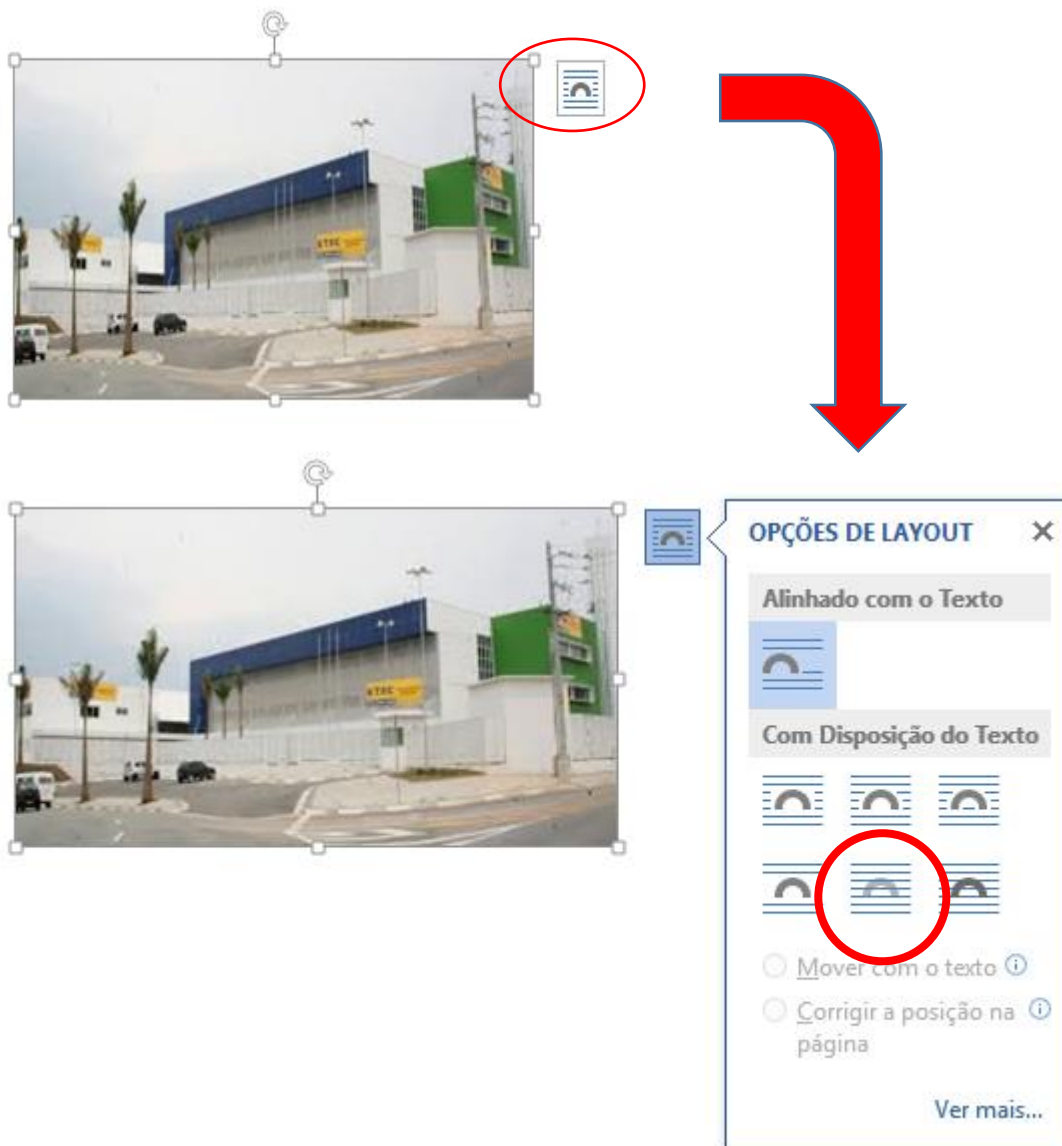 ETEC
OPÇÕES DE LAYOUT
Alinhado com o Texto
Com Disposição do Texto
Mover com o texto
Corrigir a posição na
página
Ver mais...